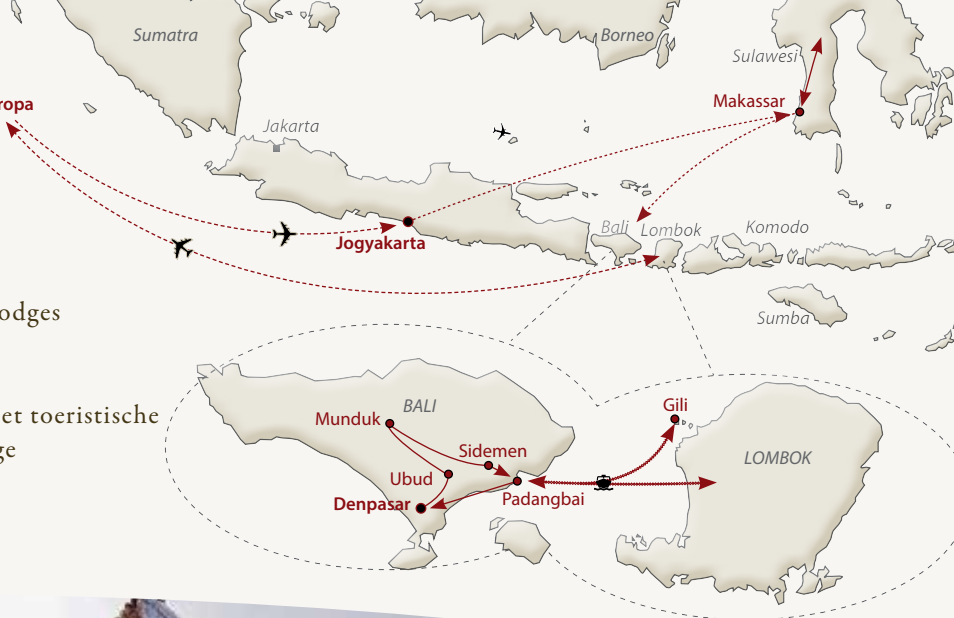 Sumatra
Borneo
Sulawesi
ropa
Makassar
Jakarta
Bali
Lombok
Komodo
Jogyakarta
Sumba
odges
et toeristische
ge
BALI
Munduk
Gili
Sidemen
LOMBOK
Ubud
Padangbai
Denpasar